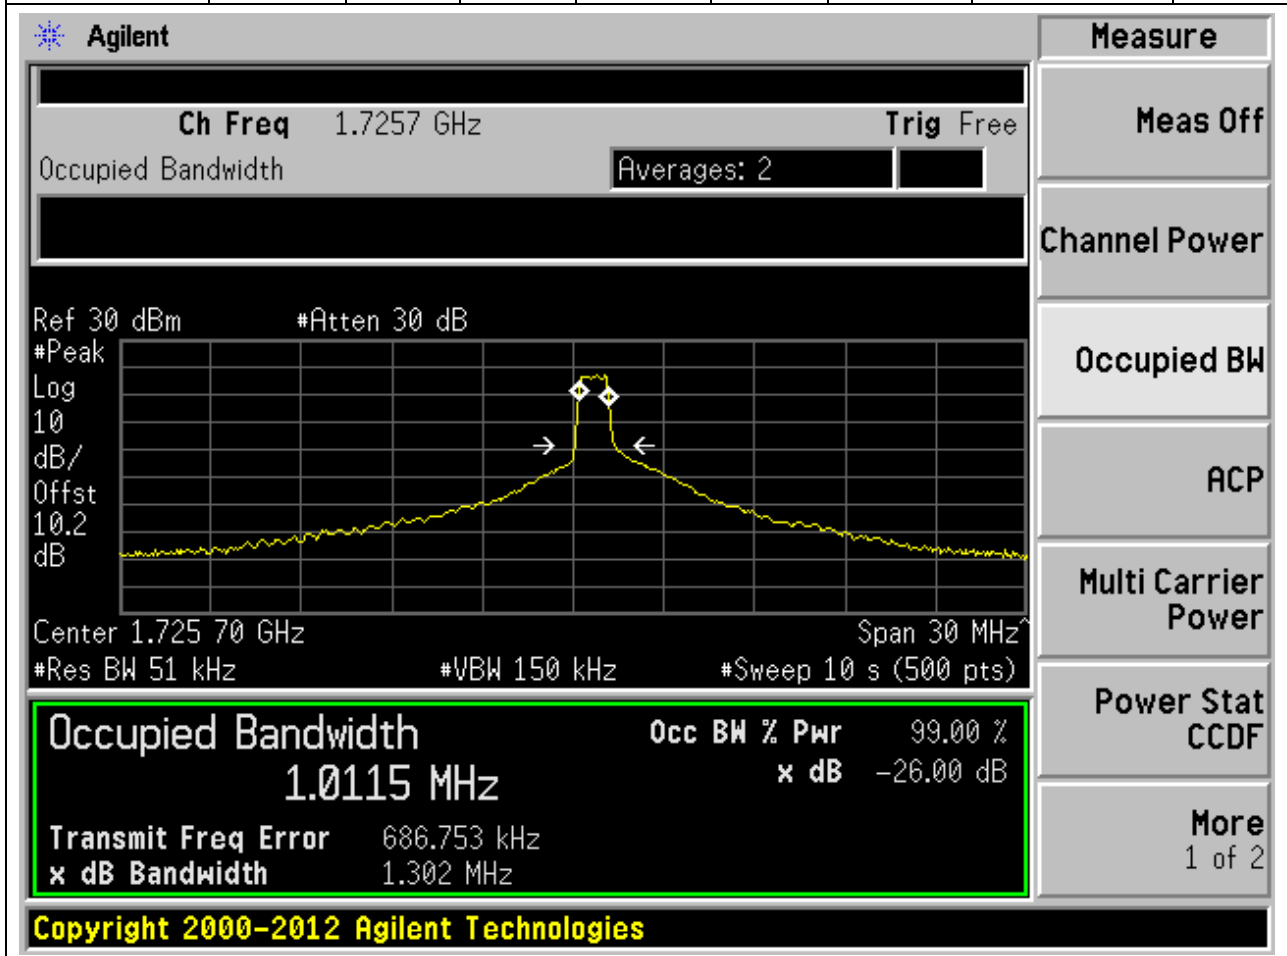 Agilent
Measure
Ch Freq 1.7257 GHz Trig Free
Meas Off
Occupied Bandwidth Averages: 2
Channel Power
Ref 30 dBm #Atten 30 dB
#Peak
Log
10
dB/
Offst
10.2
dB
Occupied BW
ACP
Center 1.725 70 GHz Span 30 MHz^
#Res BW 51 kHz #VBW 150 kHz #Sweep 10 s (500 pts)
Multi Carrier
Power
Occupied Bandwidth Occ BW % Pwr 99.00 %
1.0115 MHz x dB -26.00 dB
Transmit Freq Error 686.753 kHz
x dB Bandwidth 1.302 MHz
Power Stat
CCDF
More
1 of 2
Copyright 2000-2012 Agilent Technologies